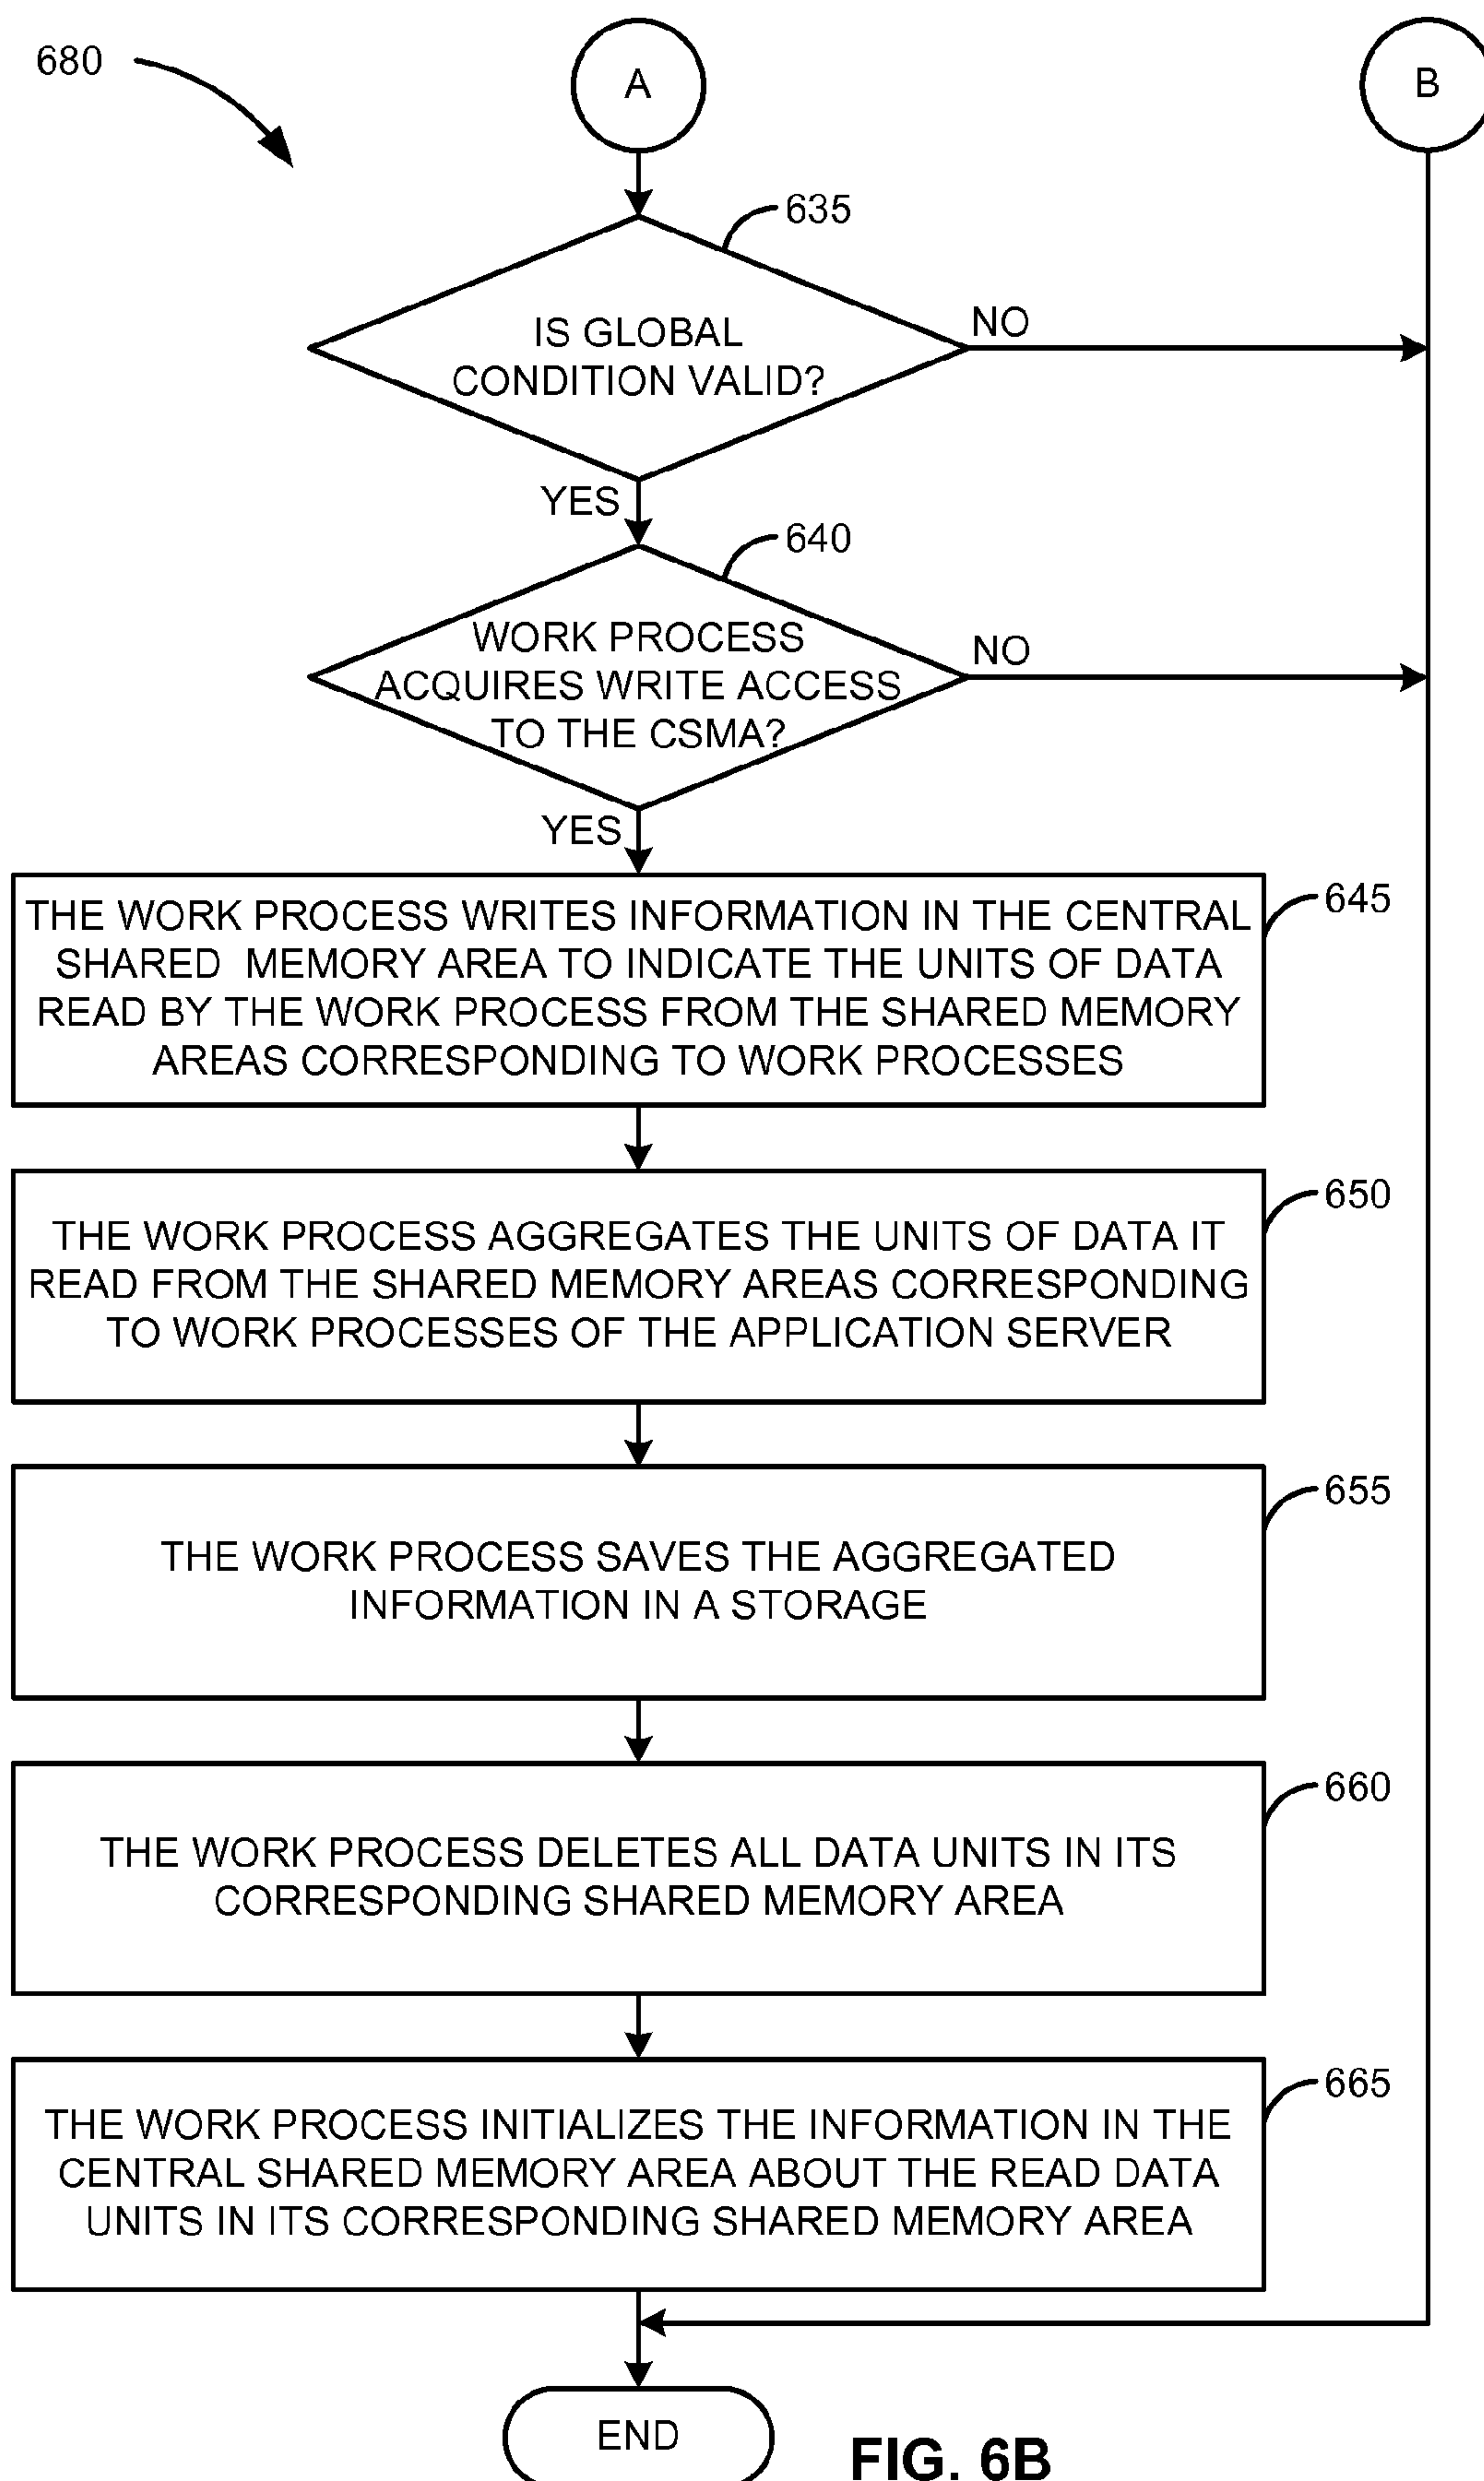 680
A
B
635
IS GLOBAL
CONDITION VALID?
NO
YES
640
WORK PROCESS
ACQUIRES WRITE ACCESS
TO THE CSMA?
NO
YES
645
THE WORK PROCESS WRITES INFORMATION IN THE CENTRAL
SHARED MEMORY AREA TO INDICATE THE UNITS OF DATA
READ BY THE WORK PROCESS FROM THE SHARED MEMORY
AREAS CORRESPONDING TO WORK PROCESSES
650
THE WORK PROCESS AGGREGATES THE UNITS OF DATA IT
READ FROM THE SHARED MEMORY AREAS CORRESPONDING
TO WORK PROCESSES OF THE APPLICATION SERVER
655
THE WORK PROCESS SAVES THE AGGREGATED
INFORMATION IN A STORAGE
660
THE WORK PROCESS DELETES ALL DATA UNITS IN ITS
CORRESPONDING SHARED MEMORY AREA
665
THE WORK PROCESS INITIALIZES THE INFORMATION IN THE
CENTRAL SHARED MEMORY AREA ABOUT THE READ DATA
UNITS IN ITS CORRESPONDING SHARED MEMORY AREA
END
FIG. 6B